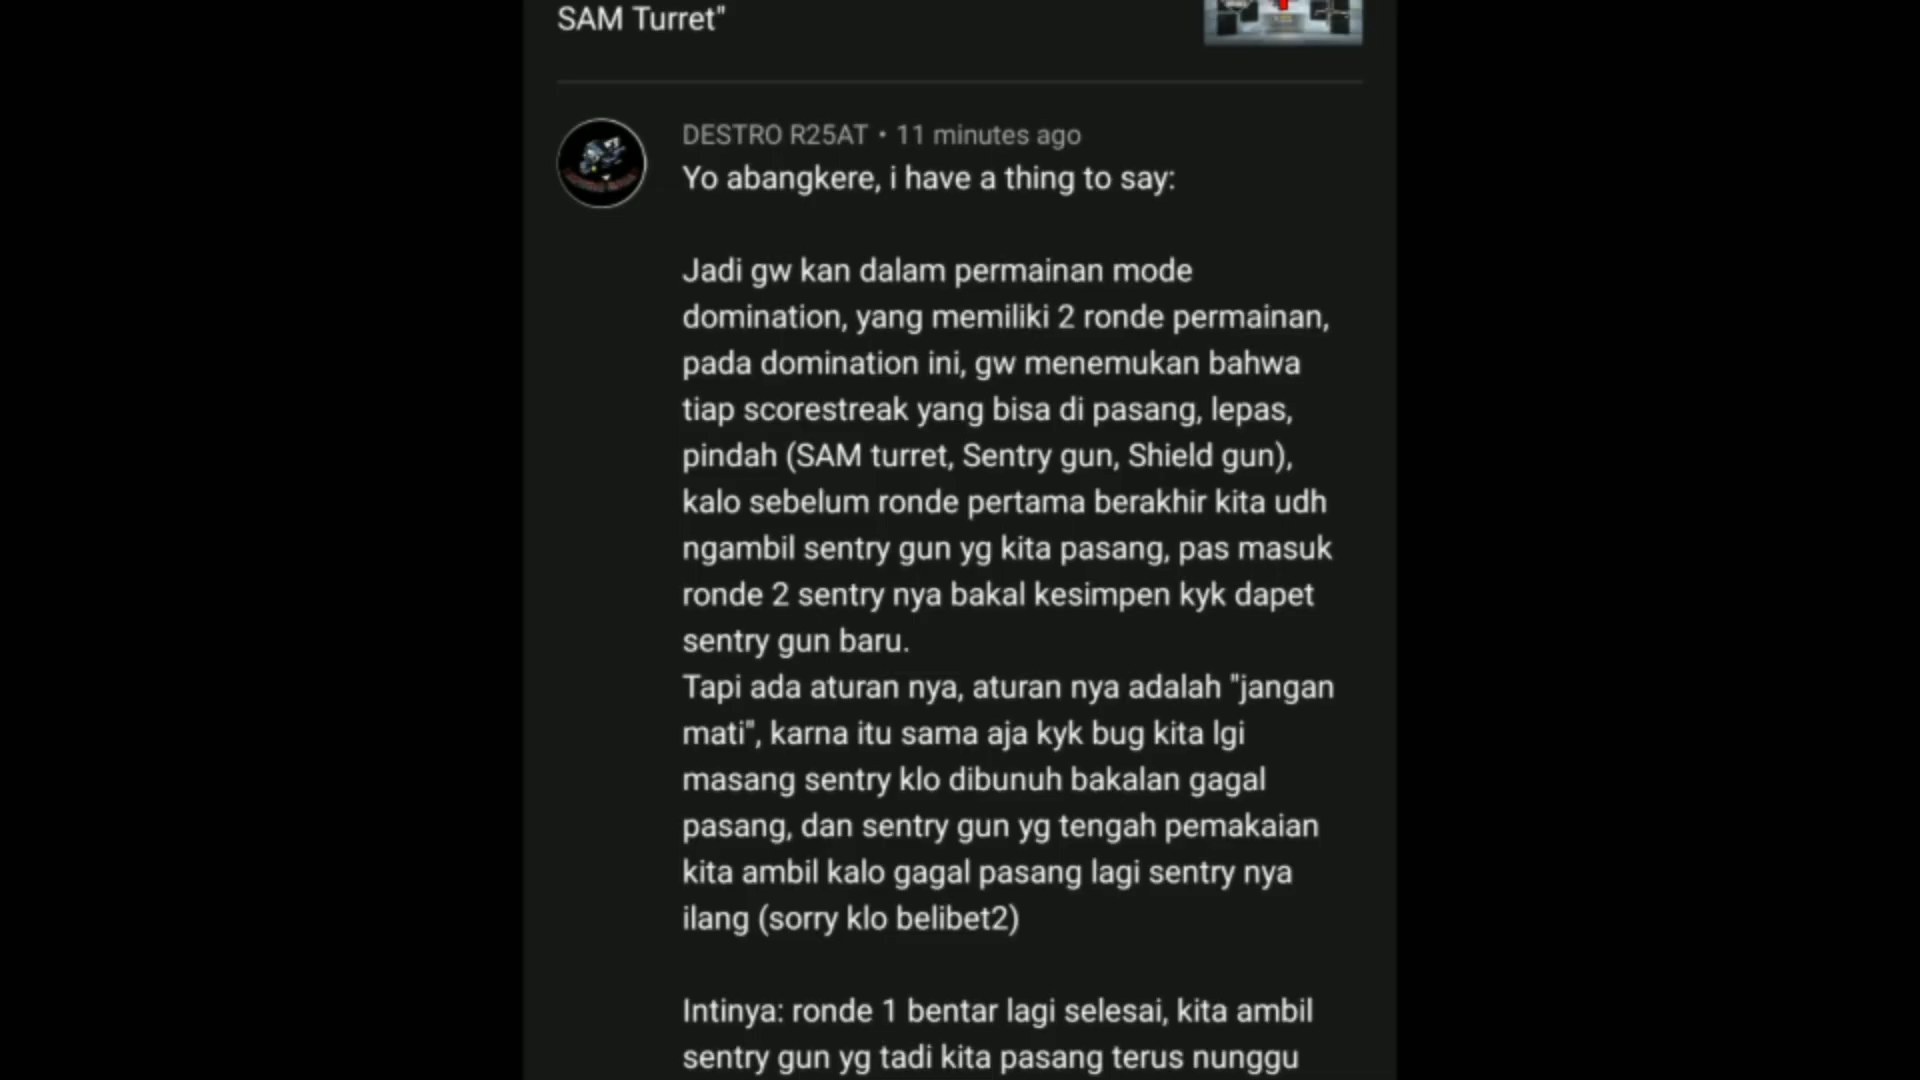 SAM Turret"
DESTRO R25AT • 11 minutes ago
Yo abangkere, i have a thing to say:
Jadi gw kan dalam permainan mode
domination, yang memiliki 2 ronde permainan,
pada domination ini, gw menemukan bahwa
tiap scorestreak yang bisa di pasang, lepas,
pindah (SAM turret, Sentry gun, Shield gun),
kalo sebelum ronde pertama berakhir kita udh
ngambil sentry gun yg kita pasang, pas masuk
ronde 2 sentry nya bakal kesimpen kyk dapet
sentry gun baru.
Tapi ada aturan nya, aturan nya adalah "jangan
mati", karna itu sama aja kyk bug kita lgi
masang sentry klo dibunuh bakalan gagal
pasang, dan sentry gun yg tengah pemakaian
kita ambil kalo gagal pasang lagi sentry nya
ilang (sorry klo belibet2)
Intinya: ronde 1 bentar lagi selesai, kita ambil
sentry gun yg tadi kita pasang terus nunggu